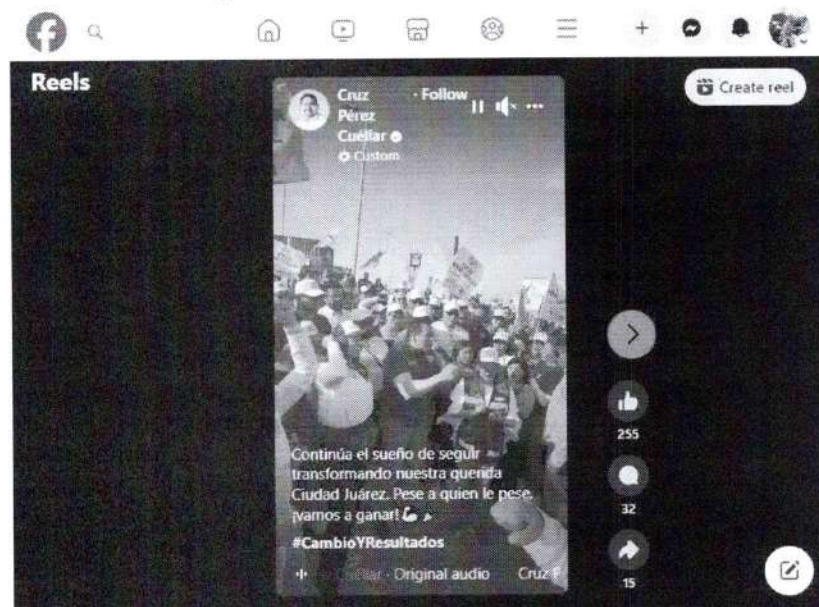 Reels
Create reel
Cruz
Pérez
Cuéllar
· Follow
Custom
Continúa el sueño de seguir
transformando nuestra querida
Ciudad Juárez. Pese a quien le pese,
¡vamos a ganar!
#CambioYResultados
· Original audio
Cruz P
255
32
15